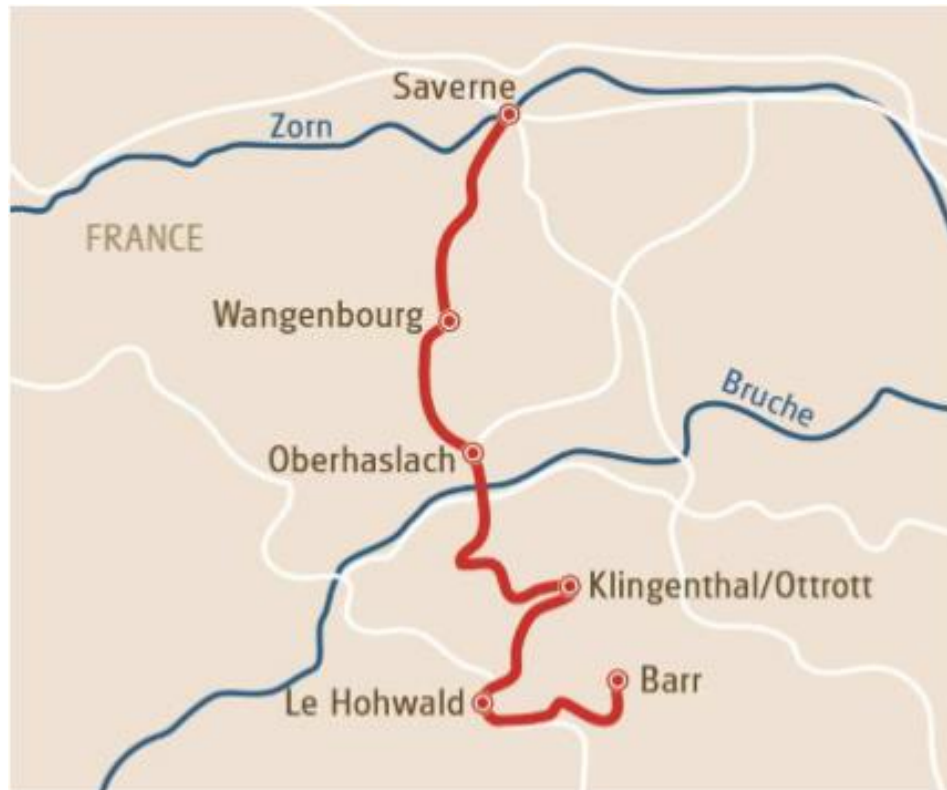 Saverne
Zorn
FRANCE
Wangenbourg
Bruche
Oberhaslach
Klingenthal/Ottrott
Barr
Le Hohwald